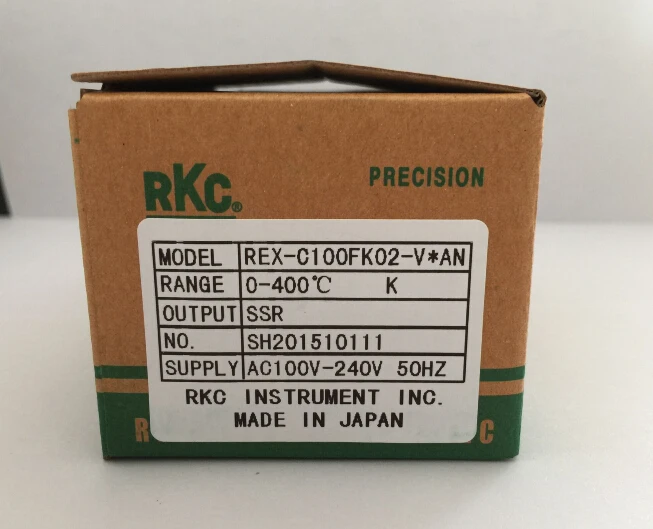 RKC®
PRECISION
MODEL REX-C100FK02-V*AN
RANGE 0-400℃ K
OUTPUT SSR
NO. SH201510111
SUPPLY AC100V-240V 50HZ
RKC INSTRUMENT INC.
MADE IN JAPAN
R C